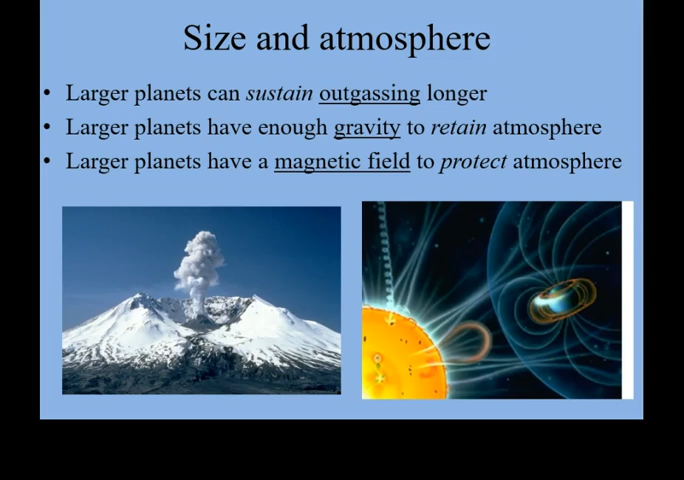 Size and atmosphere
• Larger planets can sustain outgassing longer
• Larger planets have enough gravity to retain atmosphere
• Larger planets have a magnetic field to protect atmosphere